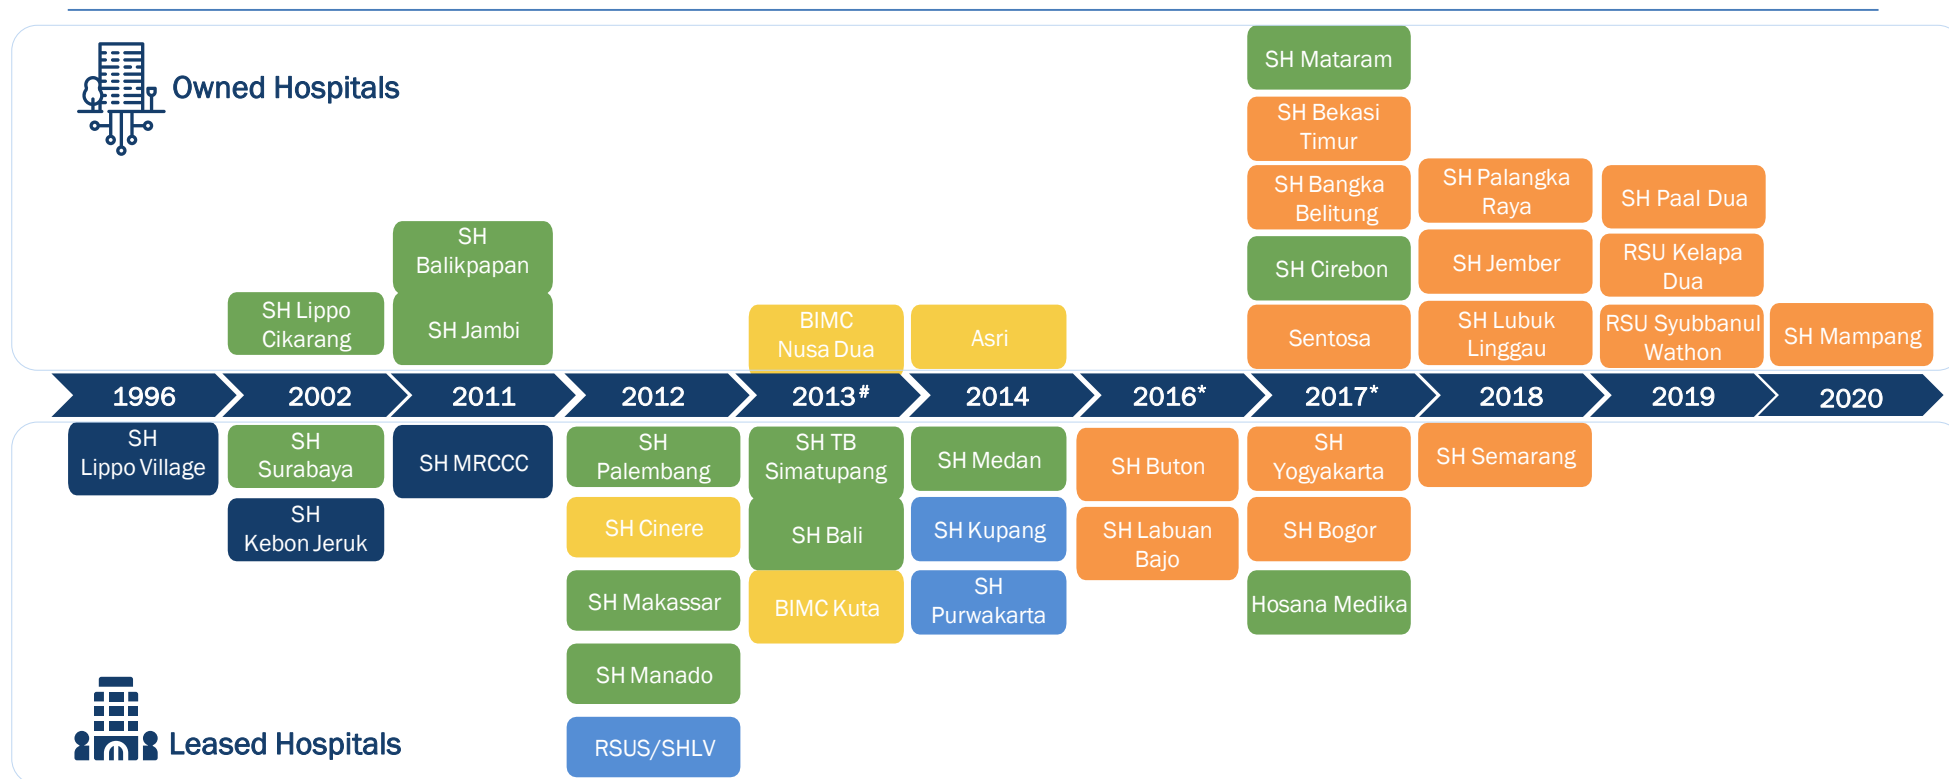 Owned Hospitals
SH Mataram
SH Bekasi
Timur
SH Bangka
Belitung
SH Palangka
Raya
SH Paal Dua
SH
Balikpapan
SH Cirebon
SH Jember
RSU Kelapa
Dua
SH Lippo
Cikarang
SH Jambi
BIMC
Nusa Dua
Asri
Sentosa
SH Lubuk
Linggau
RSU Syubbanul
Wathon
SH Mampang
1996
2002
2011
2012
2013#
2014
2016*
2017*
2018
2019
2020
SH
Lippo Village
SH
Surabaya
SH MRCCC
SH
Palembang
SH TB
Simatupang
SH Medan
SH Buton
SH
Yogyakarta
SH Semarang
SH
Kebon Jeruk
SH Cinere
SH Bali
SH Kupang
SH Labuan
Bajo
SH Bogor
SH Makassar
BIMC Kuta
SH
Purwakarta
Hosana Medika
SH Manado
RSUS/SHLV
Leased Hospitals